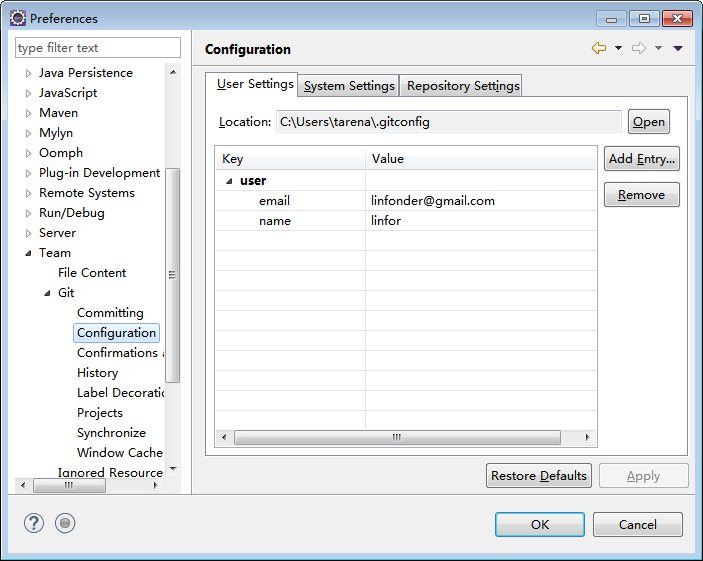 Preferences
type filter text
Java Persistence
JavaScript
Maven
Mylyn
Oomph
Plug-in Development
Remote Systems
Run/Debug
Server
Team
File Content
Git
Committing
Configuration
Confirmations a
History
Label Decoratio
Projects
Synchronize
Window Cache
Ignored Resource
Configuration
User Settings
System Settings
Repository Settings
Location: C:\Users\tarena\.gitconfig
Open
Key Value
user
email linfonder@gmail.com
name linfor
Add Entry...
Remove
Restore Defaults
Apply
OK
Cancel